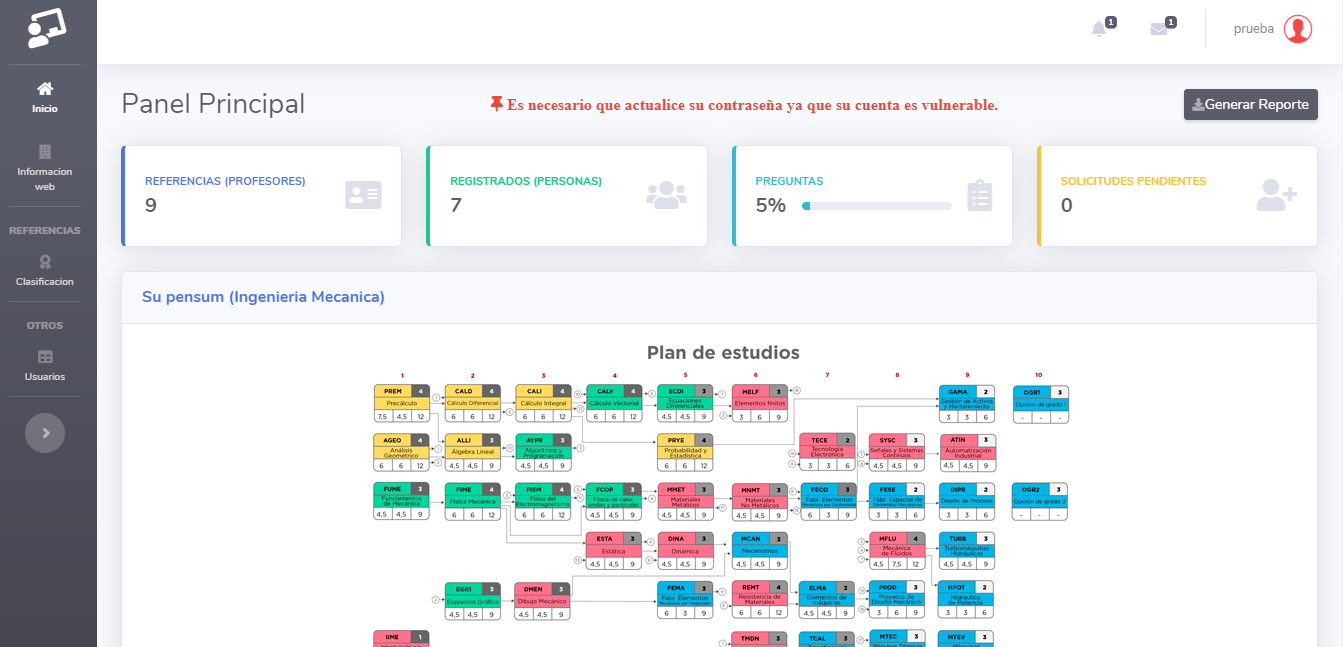 1
1
prueba
Inicio
Informacion
web
REFERENCIAS
Clasificacion
OTROS
Usuarios
Panel Principal
Es necesario que actualice su contraseña ya que su cuenta es vulnerable.
Generar Reporte
REFERENCIAS (PROFESORES)
9
REGISTRADOS (PERSONAS)
7
PREGUNTAS
5%
SOLICITUDES PENDIENTES
0
Su pensum (Ingenieria Mecanica)
Plan de estudios
1 2 3 4 5 6 7 8 9 10
PREM 4
Precálculo
7,5 4,5 12
CALD 4
Cálculo Diferencial
6 6 12
CALI 4
Cálculo Integral
6 6 12
CALV 4
Cálculo Vectorial
6 6 12
ECDI 3
Ecuaciones
Diferenciales
4,5 4,5 9
MELF 3
Elementos finitos
3 6 9
GAMA 2
Gestión de Activos
y Mantenimiento
3 3 6
OGR1 3
Opción de grado 1
- - -
AGEO 4
Análisis
Geométrico
6 6 12
ALLI 3
Álgebra Lineal
4,5 4,5 9
AYPR 3
Algoritmos y
Programación
4,5 4,5 9
PRYE 4
Probabilidad y
Estadística
6 6 12
TECE 2
Tecnología
Electrónica
3 3 6
SYSC 3
Señales y Sistemas
Continuos
4,5 4,5 9
ATIN 3
Automatización
Industrial
4,5 4,5 9
FUME 3
Fundamentos
de Mecánica
4,5 4,5 9
FIME 4
Física Mecánica
6 6 12
FIEM 4
Física del
Electromagnetismo
6 6 12
FCOP 3
Física de calor,
ondas y partículas
4,5 4,5 9
MMET 3
Materiales
Metálicos
4,5 4,5 9
MNMT 3
Materiales
No Metálicos
4,5 4,5 9
FECO 3
Fabr. Elementos
Mecánicos por Conformado
6 3 9
FESE 2
Fabr. Especial de
Elementos Mecánicos
3 3 6
DIPR 2
Diseño de Proceso
3 3 6
OGR2 3
Opción de grado 2
- - -
ESTA 3
Estática
4,5 4,5 9
DINA 3
Dinámica
4,5 4,5 9
MCAN 3
Mecanismos
4,5 4,5 9
MFLU 4
Mecánica
de Fluidos
4,5 7,5 12
TURB 3
Turbomáquinas
Hidráulicas
4,5 4,5 9
EGR1 3
Expresión Gráfica
4,5 4,5 9
DMEN 3
Dibujo Mecánico
4,5 4,5 9
FEMA 3
Fabr. Elementos
Mecánicos por Maquinado
6 3 9
REMT 4
Resistencia de
Materiales
6 6 12
ELMA 3
Elementos de
máquinas
4,5 4,5 9
PROD 3
Proyecto de
Diseño Mecánico
3 6 9
HPOT 2
Hidráulica
de Potencia
3 3 6
IIME 1
TMDN 3
TCAL 3
MTEC 3
MTEV 3